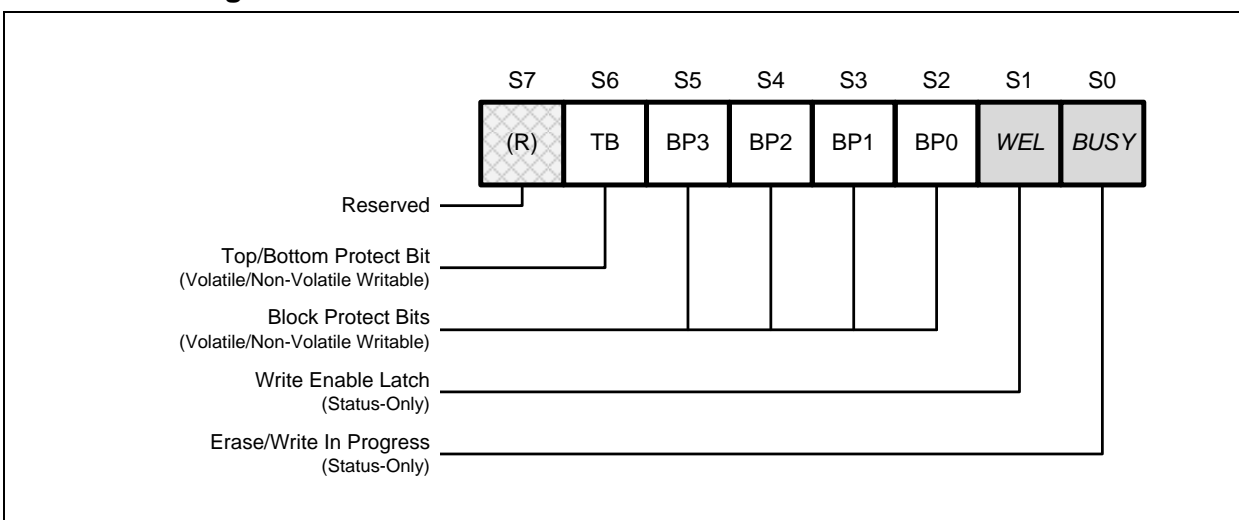 S7 S6 S5 S4 S3 S2 S1 S0
(R) TB BP3 BP2 BP1 BP0 WEL BUSY
Reserved
Top/Bottom Protect Bit
(Volatile/Non-Volatile Writable)
Block Protect Bits
(Volatile/Non-Volatile Writable)
Write Enable Latch
(Status-Only)
Erase/Write In Progress
(Status-Only)